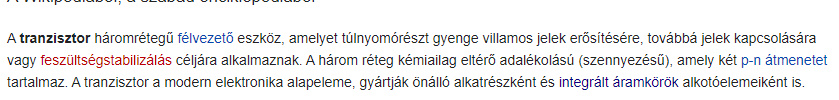 A Wikipédiából, a szabad enciklopédiából
A tranzisztor háromrétegű félvezető eszköz, amelyet túlnyomórészt gyenge villamos jelek erősítésére, továbbá jelek kapcsolására
vagy feszültségstabilizálás céljára alkalmaznak. A három réteg kémiailag eltérő adalékolású (szennyezésű), amely két p-n átmenetet
tartalmaz. A tranzisztor a modern elektronika alapeleme, gyártják önálló alkatrészként és integrált áramkörök alkotóelemeiként is.